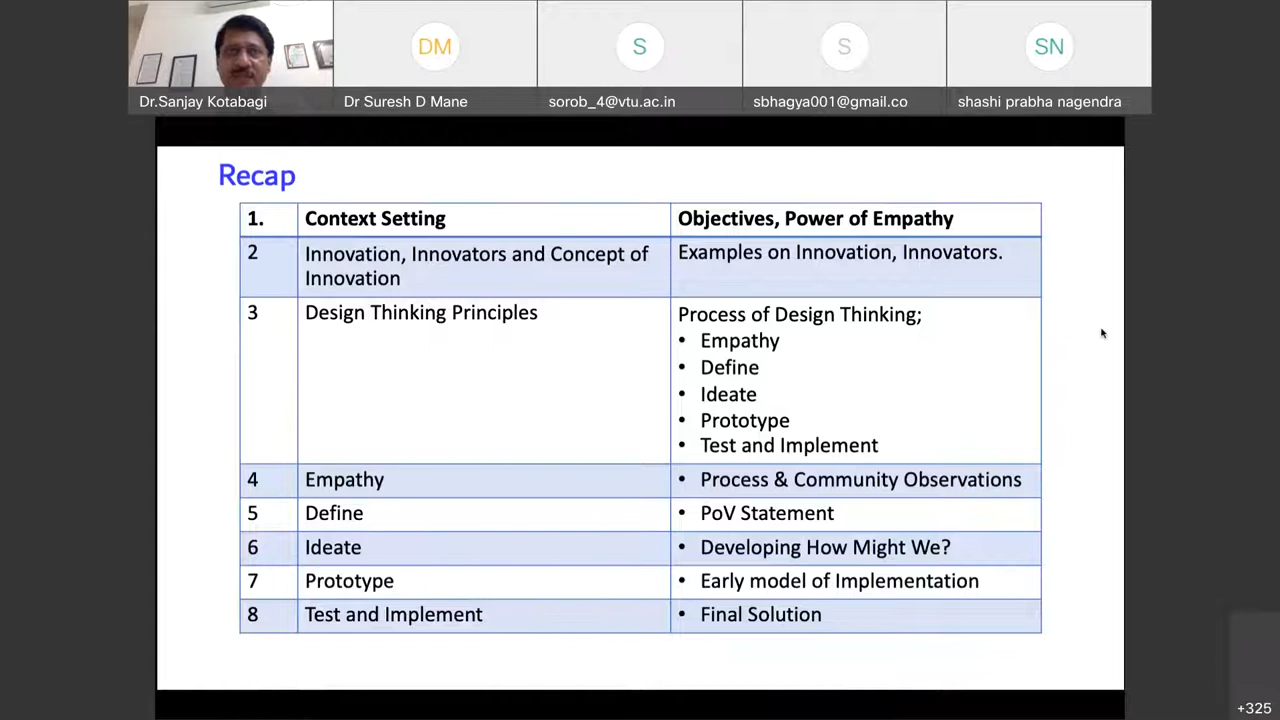 DM
S
S
SN
Dr.Sanjay Kotabagi
Dr Suresh D Mane
sorob_4@vtu.ac.in
sbhagya001@gmail.co
shashi prabha nagendra
Recap
1. Context Setting Objectives, Power of Empathy
2 Innovation, Innovators and Concept of Innovation Examples on Innovation, Innovators.
3 Design Thinking Principles Process of Design Thinking;
• Empathy
• Define
• Ideate
• Prototype
• Test and Implement
4 Empathy • Process & Community Observations
5 Define • PoV Statement
6 Ideate • Developing How Might We?
7 Prototype • Early model of Implementation
8 Test and Implement • Final Solution
+325